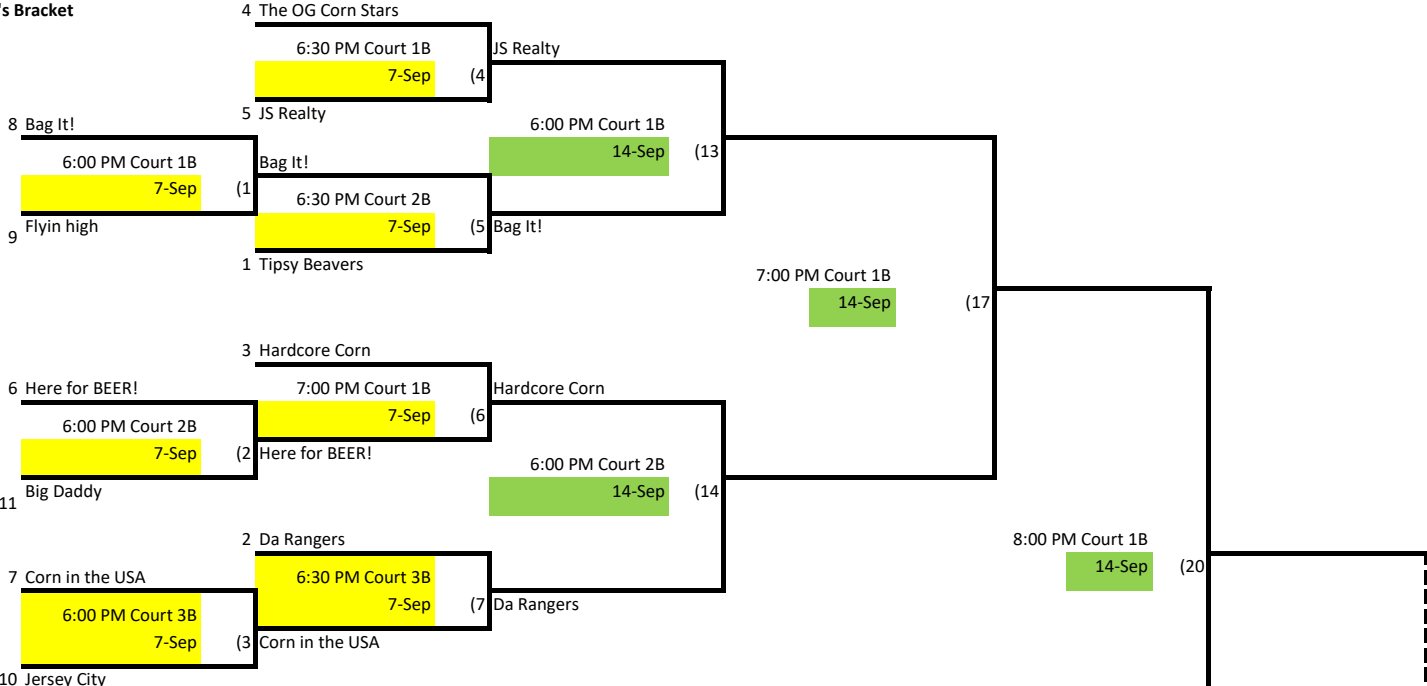 's Bracket
4 The OG Corn Stars
6:30 PM Court 1B
JS Realty
7-Sep (4
5 JS Realty
8 Bag It!
6:00 PM Court 1B
6:00 PM Court 1B
Bag It!
14-Sep (13
7-Sep (1
6:30 PM Court 2B
9 Flyin high
7-Sep (5 Bag It!
1 Tipsy Beavers
7:00 PM Court 1B
14-Sep (17
3 Hardcore Corn
6 Here for BEER!
7:00 PM Court 1B
Hardcore Corn
7-Sep (6
6:00 PM Court 2B
7-Sep (2 Here for BEER!
6:00 PM Court 2B
11 Big Daddy
14-Sep (14
2 Da Rangers
8:00 PM Court 1B
14-Sep (20
7 Corn in the USA
6:30 PM Court 3B
7-Sep (7 Da Rangers
6:00 PM Court 3B
7-Sep (3 Corn in the USA
10 Jersey City